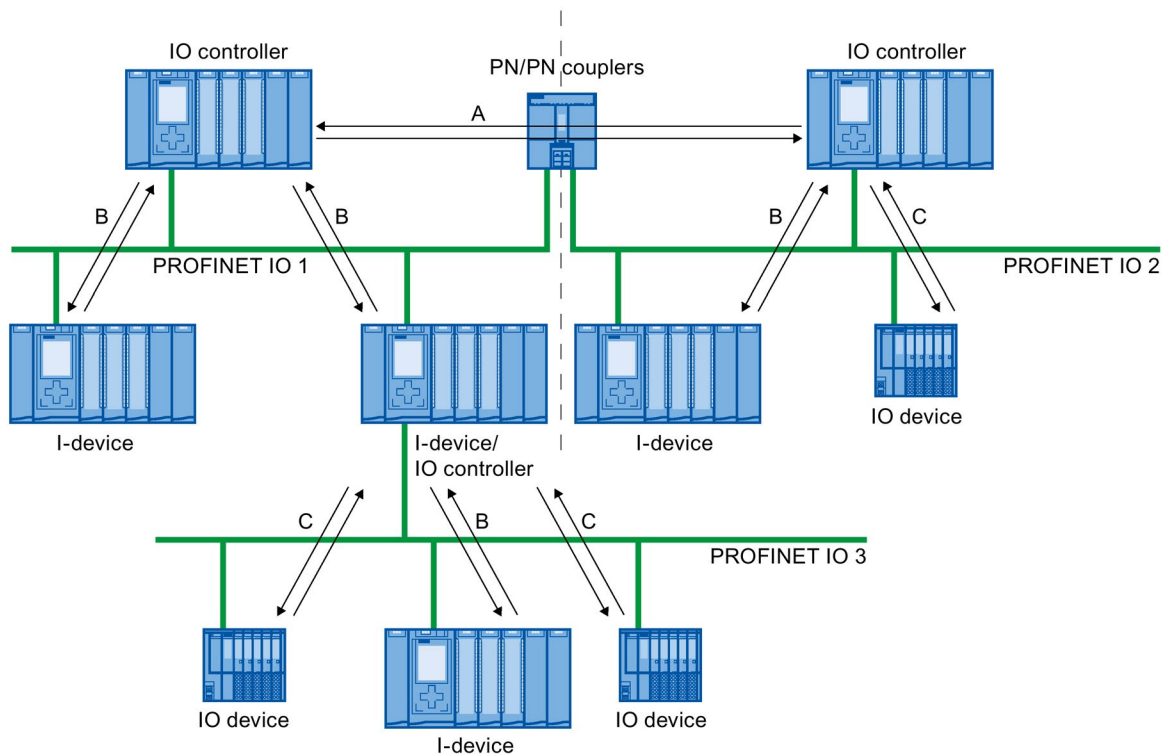 IO controller
PN/PN couplers
IO controller
A
B
B
B
C
PROFINET IO 1
PROFINET IO 2
I-device
I-device/
IO controller
I-device
IO device
C
B
C
PROFINET IO 3
IO device
I-device
IO device